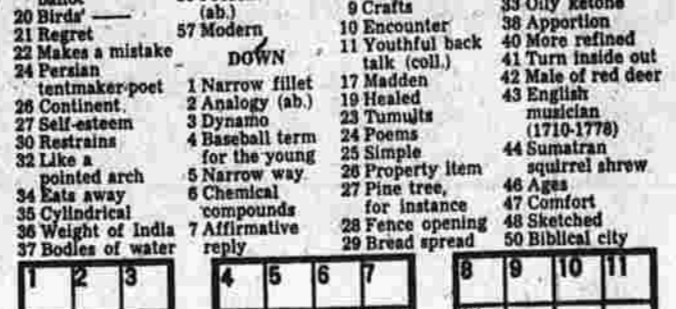 20 Birds' ——
21 Regret
22 Makes a mistake
24 Persian
tentmaker-poet
26 Continent
27 Self-esteem
30 Restrains
32 Like a
pointed arch
34 Eats away
35 Cylindrical
36 Weight of India
37 Bodies of water
(ab.)
57 Modern
DOWN
1 Narrow fillet
2 Analogy (ab.)
3 Dynamo
4 Baseball term
for the young
5 Narrow way
6 Chemical
compounds
7 Affirmative
reply
9 Crafts
10 Encounter
11 Youthful back
talk (coll.)
17 Madden
19 Healed
23 Tumults
24 Poems
25 Simple
26 Property item
27 Pine tree,
for instance
28 Fence opening
29 Bread spread
33 Oily ketone
38 Apportion
40 More refined
41 Turn inside out
42 Male of red deer
43 English
musician
(1710-1778)
44 Sumatran
squirrel shrew
46 Ages
47 Comfort
48 Sketched
50 Biblical city
1 2 3 4 5 6 7 8 9 10 11